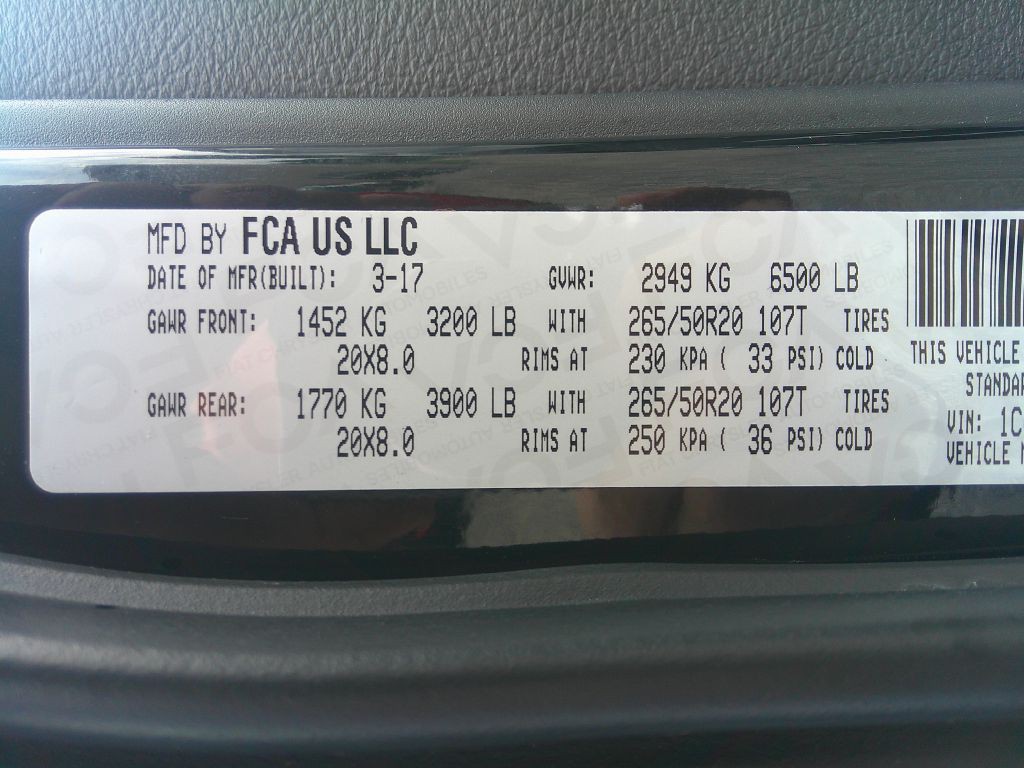 MFD BY FCA US LLC
DATE OF MFR(BUILT): 3-17 GVWR: 2949 KG 6500 LB
GAWR FRONT: 1452 KG 3200 LB WITH 265/50R20 107T TIRES
20X8.0 RIMS AT 230 KPA ( 33 PSI) COLD
GAWR REAR: 1770 KG 3900 LB WITH 265/50R20 107T TIRES
20X8.0 RIMS AT 250 KPA ( 36 PSI) COLD
THIS VEHICLE
STANDAR
VIN: 1C
VEHICLE